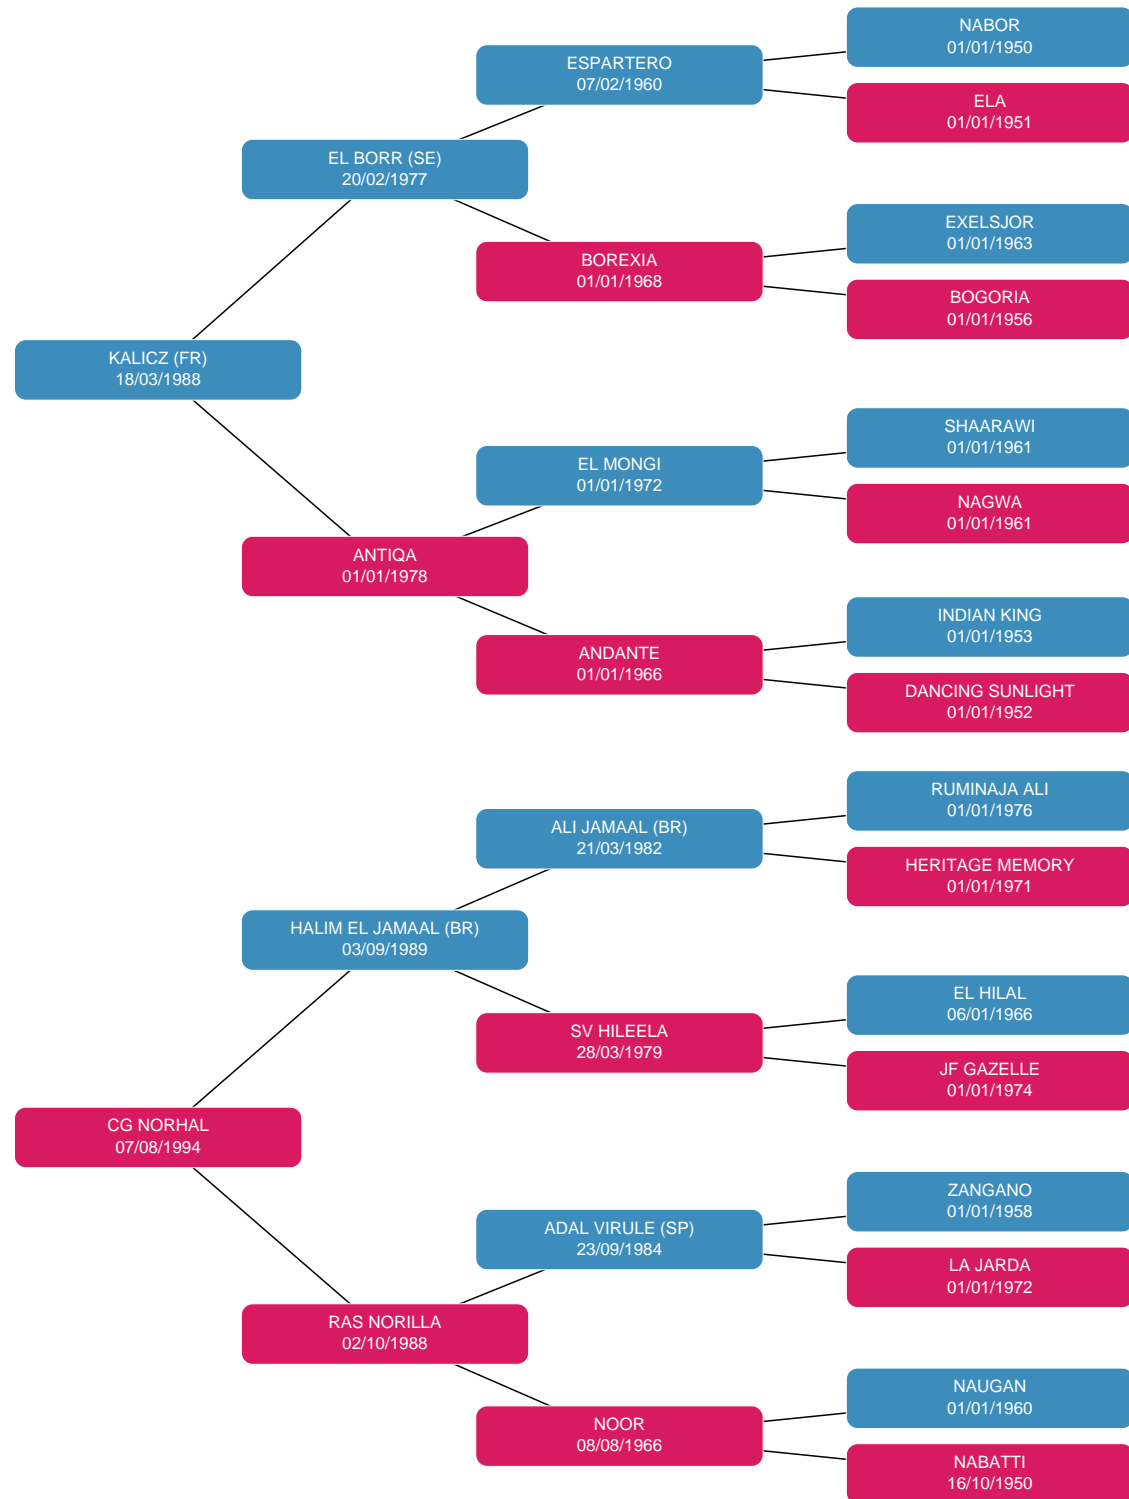 NABOR
01/01/1950
ESPARTERO
07/02/1960
ELA
01/01/1951
EL BORR (SE)
20/02/1977
EXELSJOR
01/01/1963
BOREXIA
01/01/1968
BOGORIA
01/01/1956
KALICZ (FR)
18/03/1988
SHAARAWI
01/01/1961
EL MONGI
01/01/1972
NAGWA
01/01/1961
ANTIQA
01/01/1978
INDIAN KING
01/01/1953
ANDANTE
01/01/1966
DANCING SUNLIGHT
01/01/1952
RUMINAJA ALI
01/01/1976
ALI JAMAAL (BR)
21/03/1982
HERITAGE MEMORY
01/01/1971
HALIM EL JAMAAL (BR)
03/09/1989
EL HILAL
06/01/1966
SV HILEELA
28/03/1979
JF GAZELLE
01/01/1974
CG NORHAL
07/08/1994
ZANGANO
01/01/1958
ADAL VIRULE (SP)
23/09/1984
LA JARDA
01/01/1972
RAS NORILLA
02/10/1988
NAUGAN
01/01/1960
NOOR
08/08/1966
NABATTI
16/10/1950